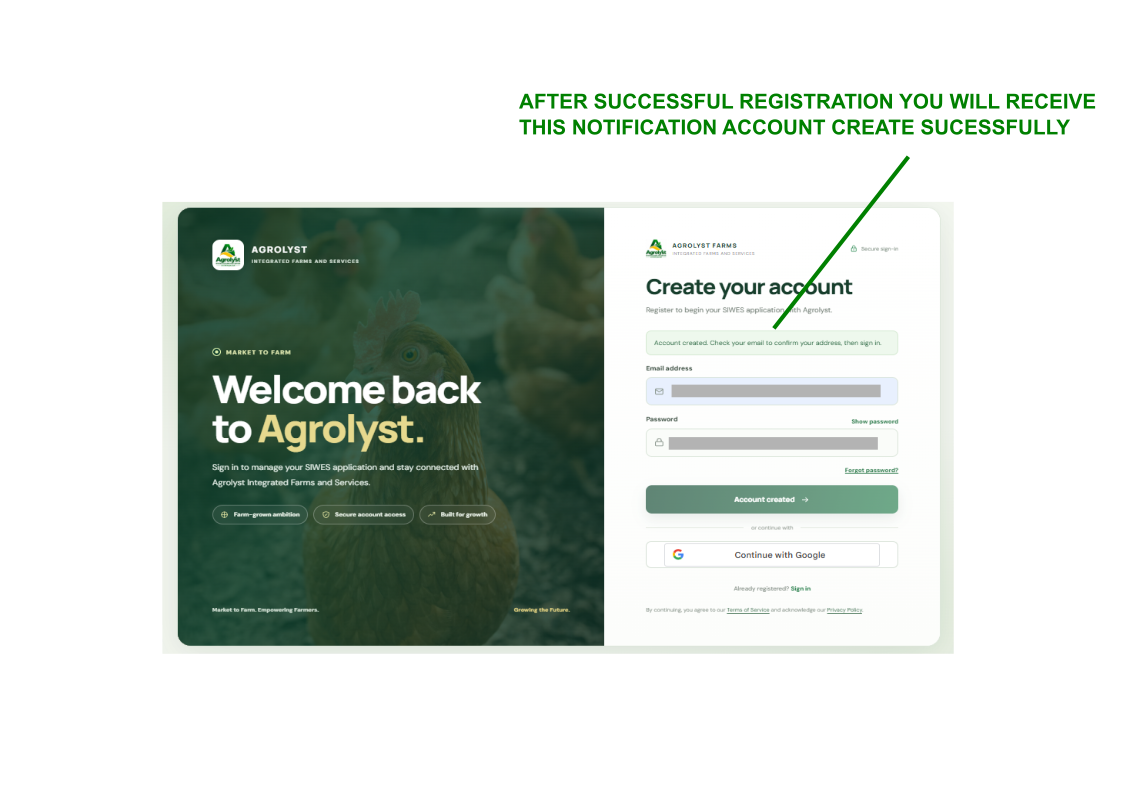 AFTER SUCCESSFUL REGISTRATION YOU WILL RECEIVE
THIS NOTIFICATION ACCOUNT CREATE SUCESSFULLY
Agrolyst
AGROLYST
INTEGRATED FARMS AND SERVICES
MARKET TO FARM
Welcome back
to Agrolyst.
Sign in to manage your SIWES application and stay connected with
Agrolyst Integrated Farms and Services.
Farm-grown ambition
Secure account access
Built for growth
Market to Farm. Empowering Farmers.
Growing the Future.
Agrolyst
AGROLYST FARMS
INTEGRATED FARMS AND SERVICES
Secure sign-in
Create your account
Register to begin your SIWES application with Agrolyst.
Account created. Check your email to confirm your address, then sign in.
Email address
Password
Show password
Forgot password?
Account created →
or continue with
Continue with Google
Already registered? Sign in
By continuing, you agree to our Terms of Service and acknowledge our Privacy Policy.